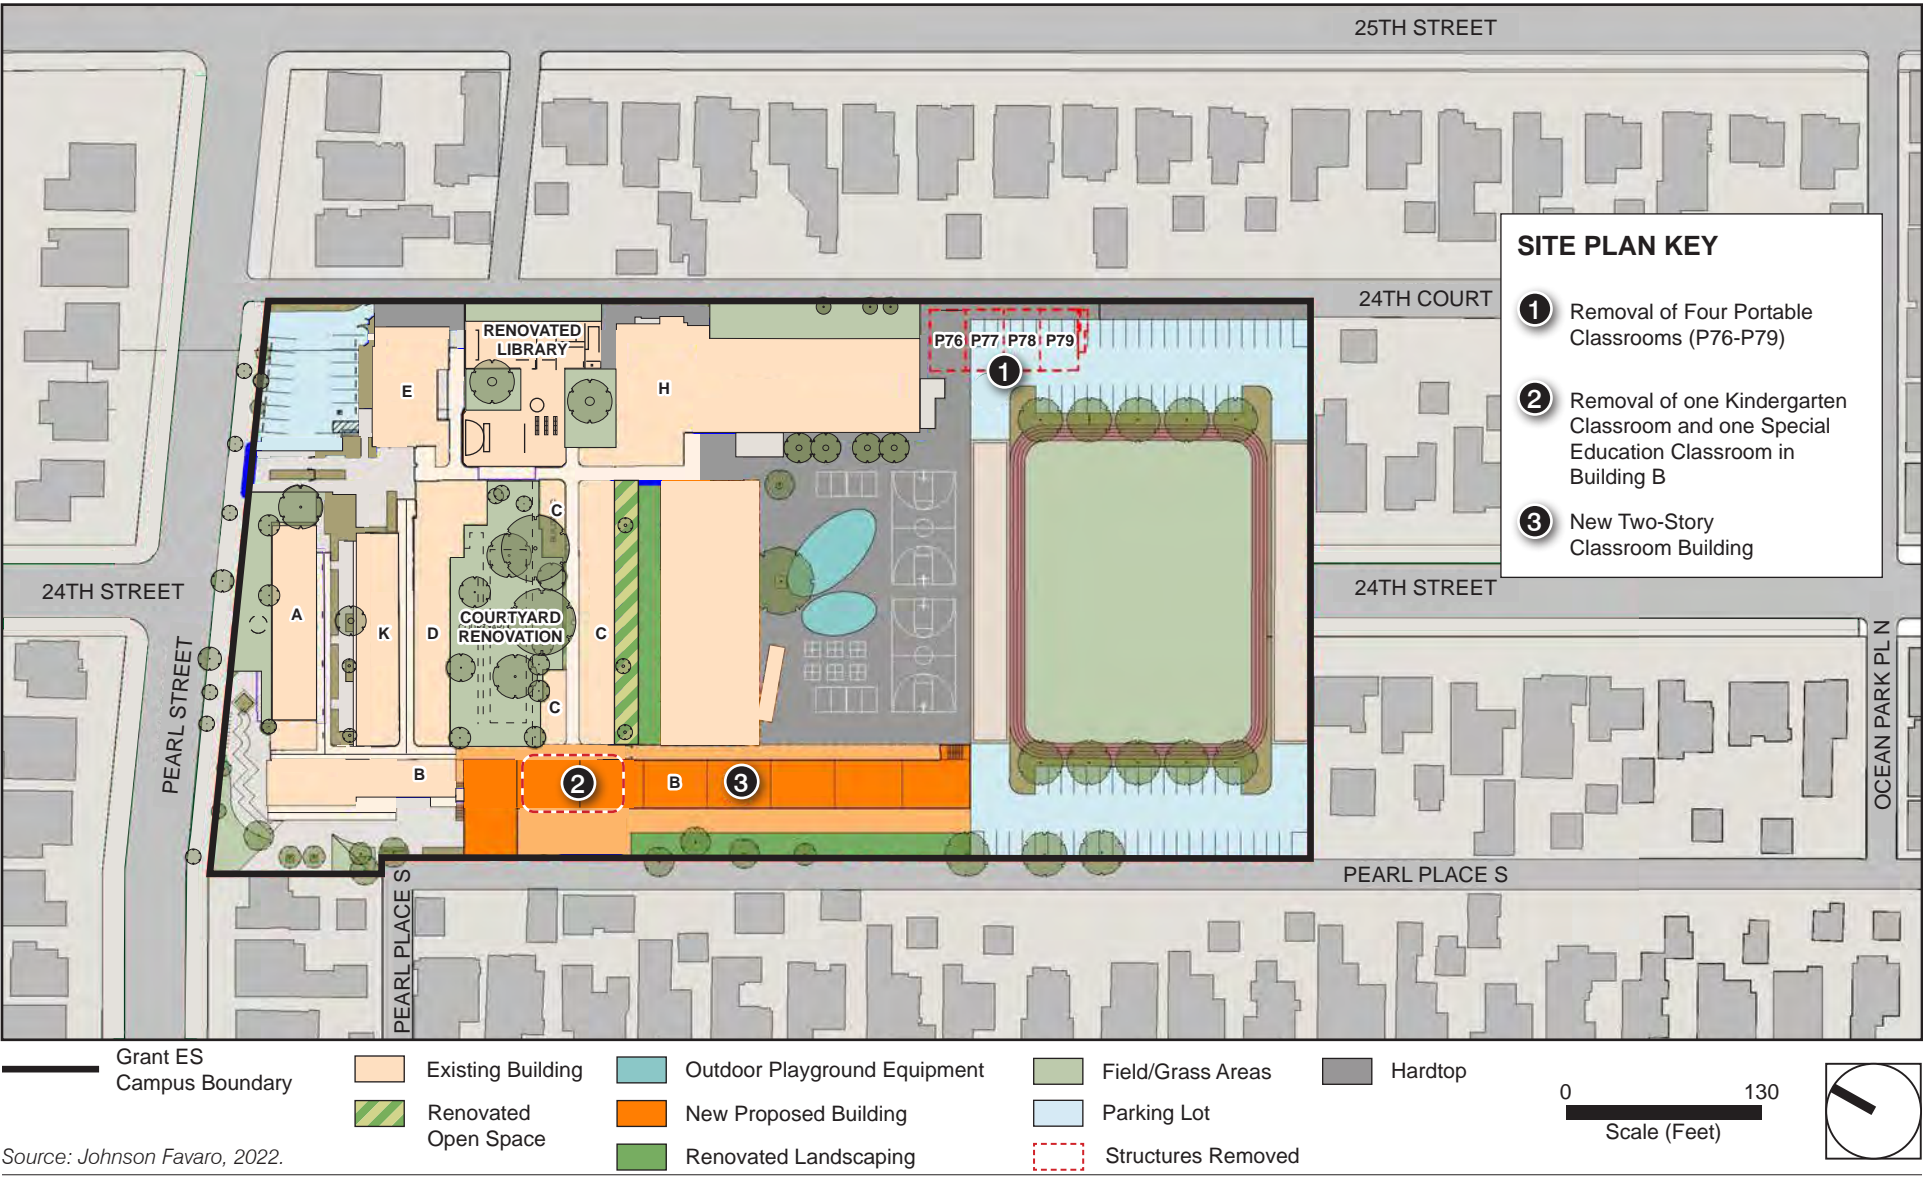 25TH STREET
24TH COURT
SITE PLAN KEY
1 Removal of Four Portable
Classrooms (P76-P79)
2 Removal of one Kindergarten
Classroom and one Special
Education Classroom in
Building B
3 New Two-Story
Classroom Building
RENOVATED
LIBRARY
P76 P77 P78 P79
1
E
H
C
24TH STREET
24TH STREET
A
K
D
COURTYARD
RENOVATION
C
C
PEARL STREET
OCEAN PARK PL N
B
2
B
3
PEARL PLACE S
PEARL PLACE S
Grant ES
Campus Boundary
Existing Building
Renovated
Open Space
Outdoor Playground Equipment
New Proposed Building
Renovated Landscaping
Field/Grass Areas
Parking Lot
Structures Removed
Hardtop
0 130
Scale (Feet)
Source: Johnson Favaro, 2022.